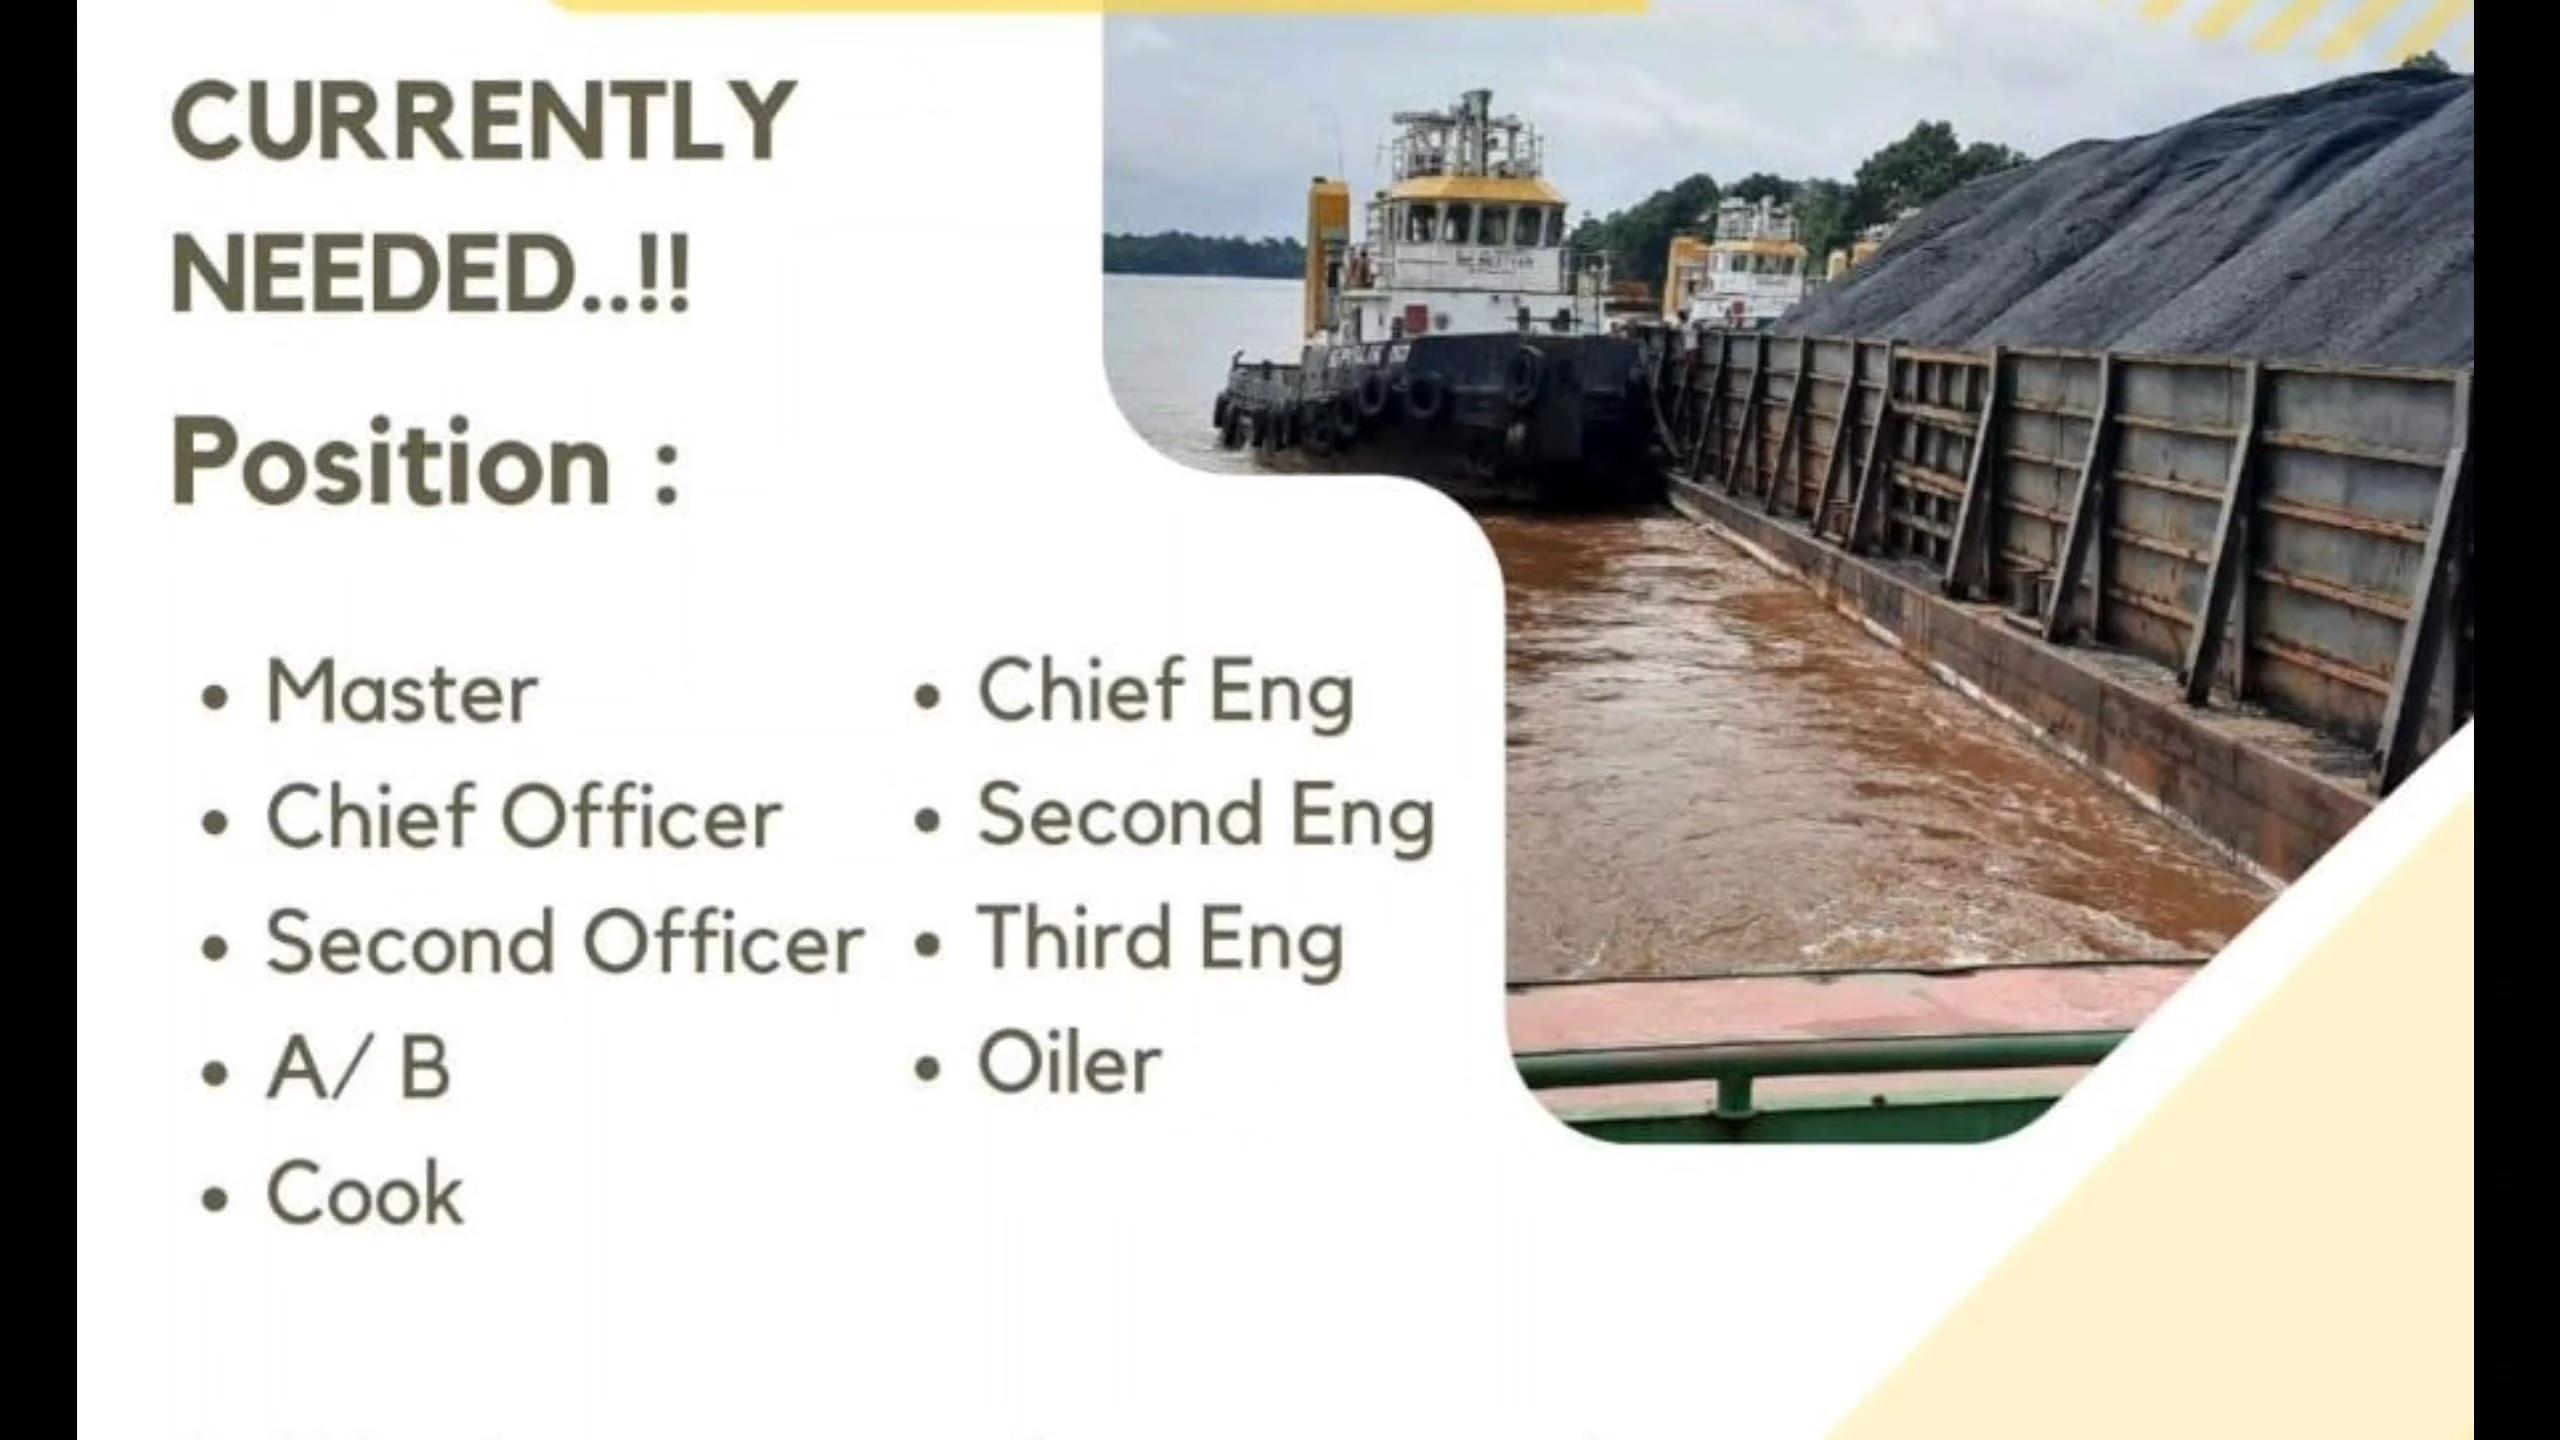 CURRENTLY
NEEDED..!!
Position :
• Master
• Chief Officer
• Second Officer
• A/ B
• Cook
• Chief Eng
• Second Eng
• Third Eng
• Oiler